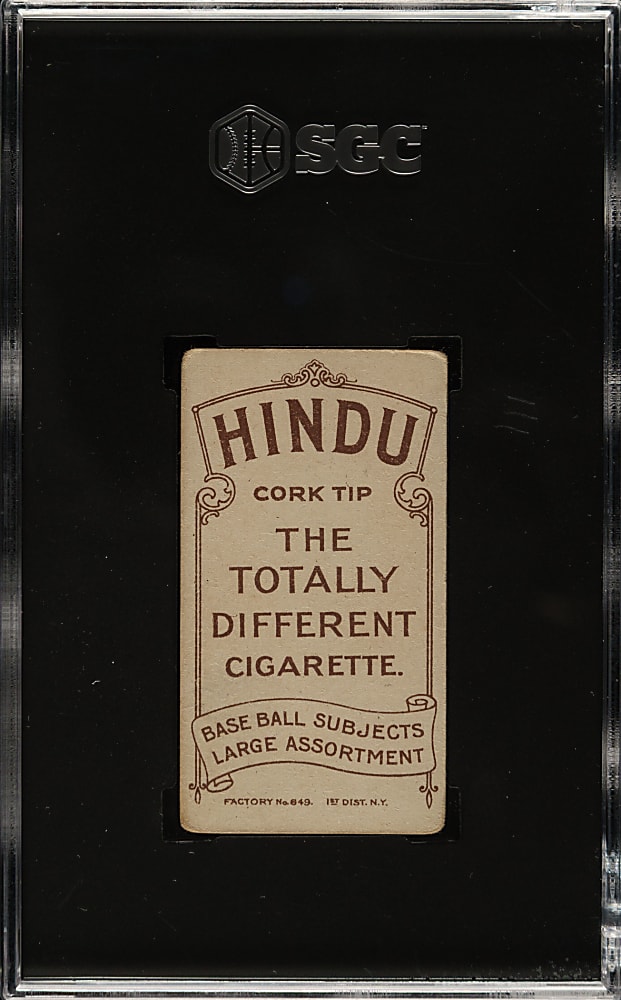 SGC
HINDU
CORK TIP
THE
TOTALLY
DIFFERENT
CIGARETTE.
BASE BALL SUBJECTS
LARGE ASSORTMENT
FACTORY No. 649. 1ST DIST. N.Y.